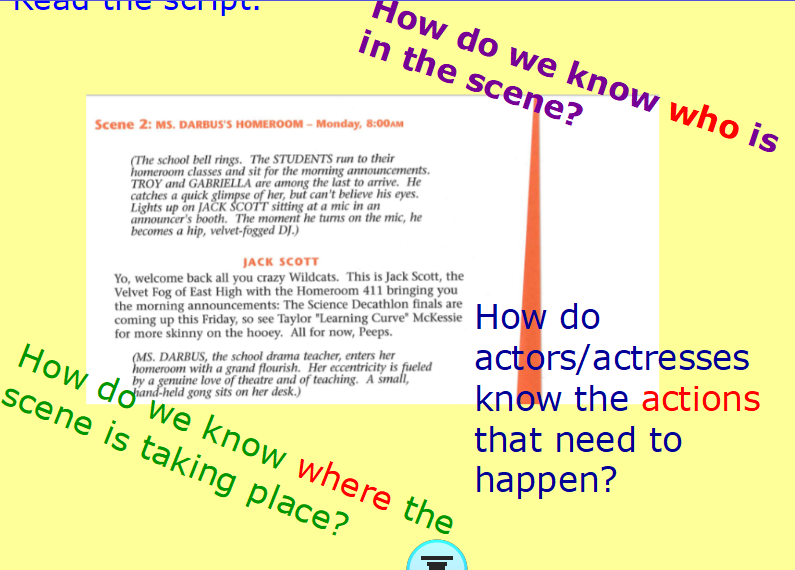 Read the script.
How do we know who is
in the scene?
Scene 2: MS. DARBUS'S HOMEROOM – Monday, 8:00AM
(The school bell rings. The STUDENTS run to their
homeroom classes and sit for the morning announcements.
TROY and GABRIELLA are among the last to arrive. He
catches a quick glimpse of her, but can't believe his eyes.
Lights up on JACK SCOTT sitting at a mic in an
announcer's booth. The moment he turns on the mic, he
becomes a hip, velvet-fogged DJ.)
JACK SCOTT
Yo, welcome back all you crazy Wildcats. This is Jack Scott, the
Velvet Fog of East High with the Homeroom 411 bringing you
the morning announcements: The Science Decathlon finals are
coming up this Friday, so see Taylor "Learning Curve" McKessie
for more skinny on the hooey. All for now, Peeps.
(MS. DARBUS, the school drama teacher, enters her
homeroom with a grand flourish. Her eccentricity is fueled
by a genuine love of theatre and of teaching. A small,
hand-held gong sits on her desk.)
How do
actors/actresses
know the actions
that need to
happen?
How do we know where the
scene is taking place?